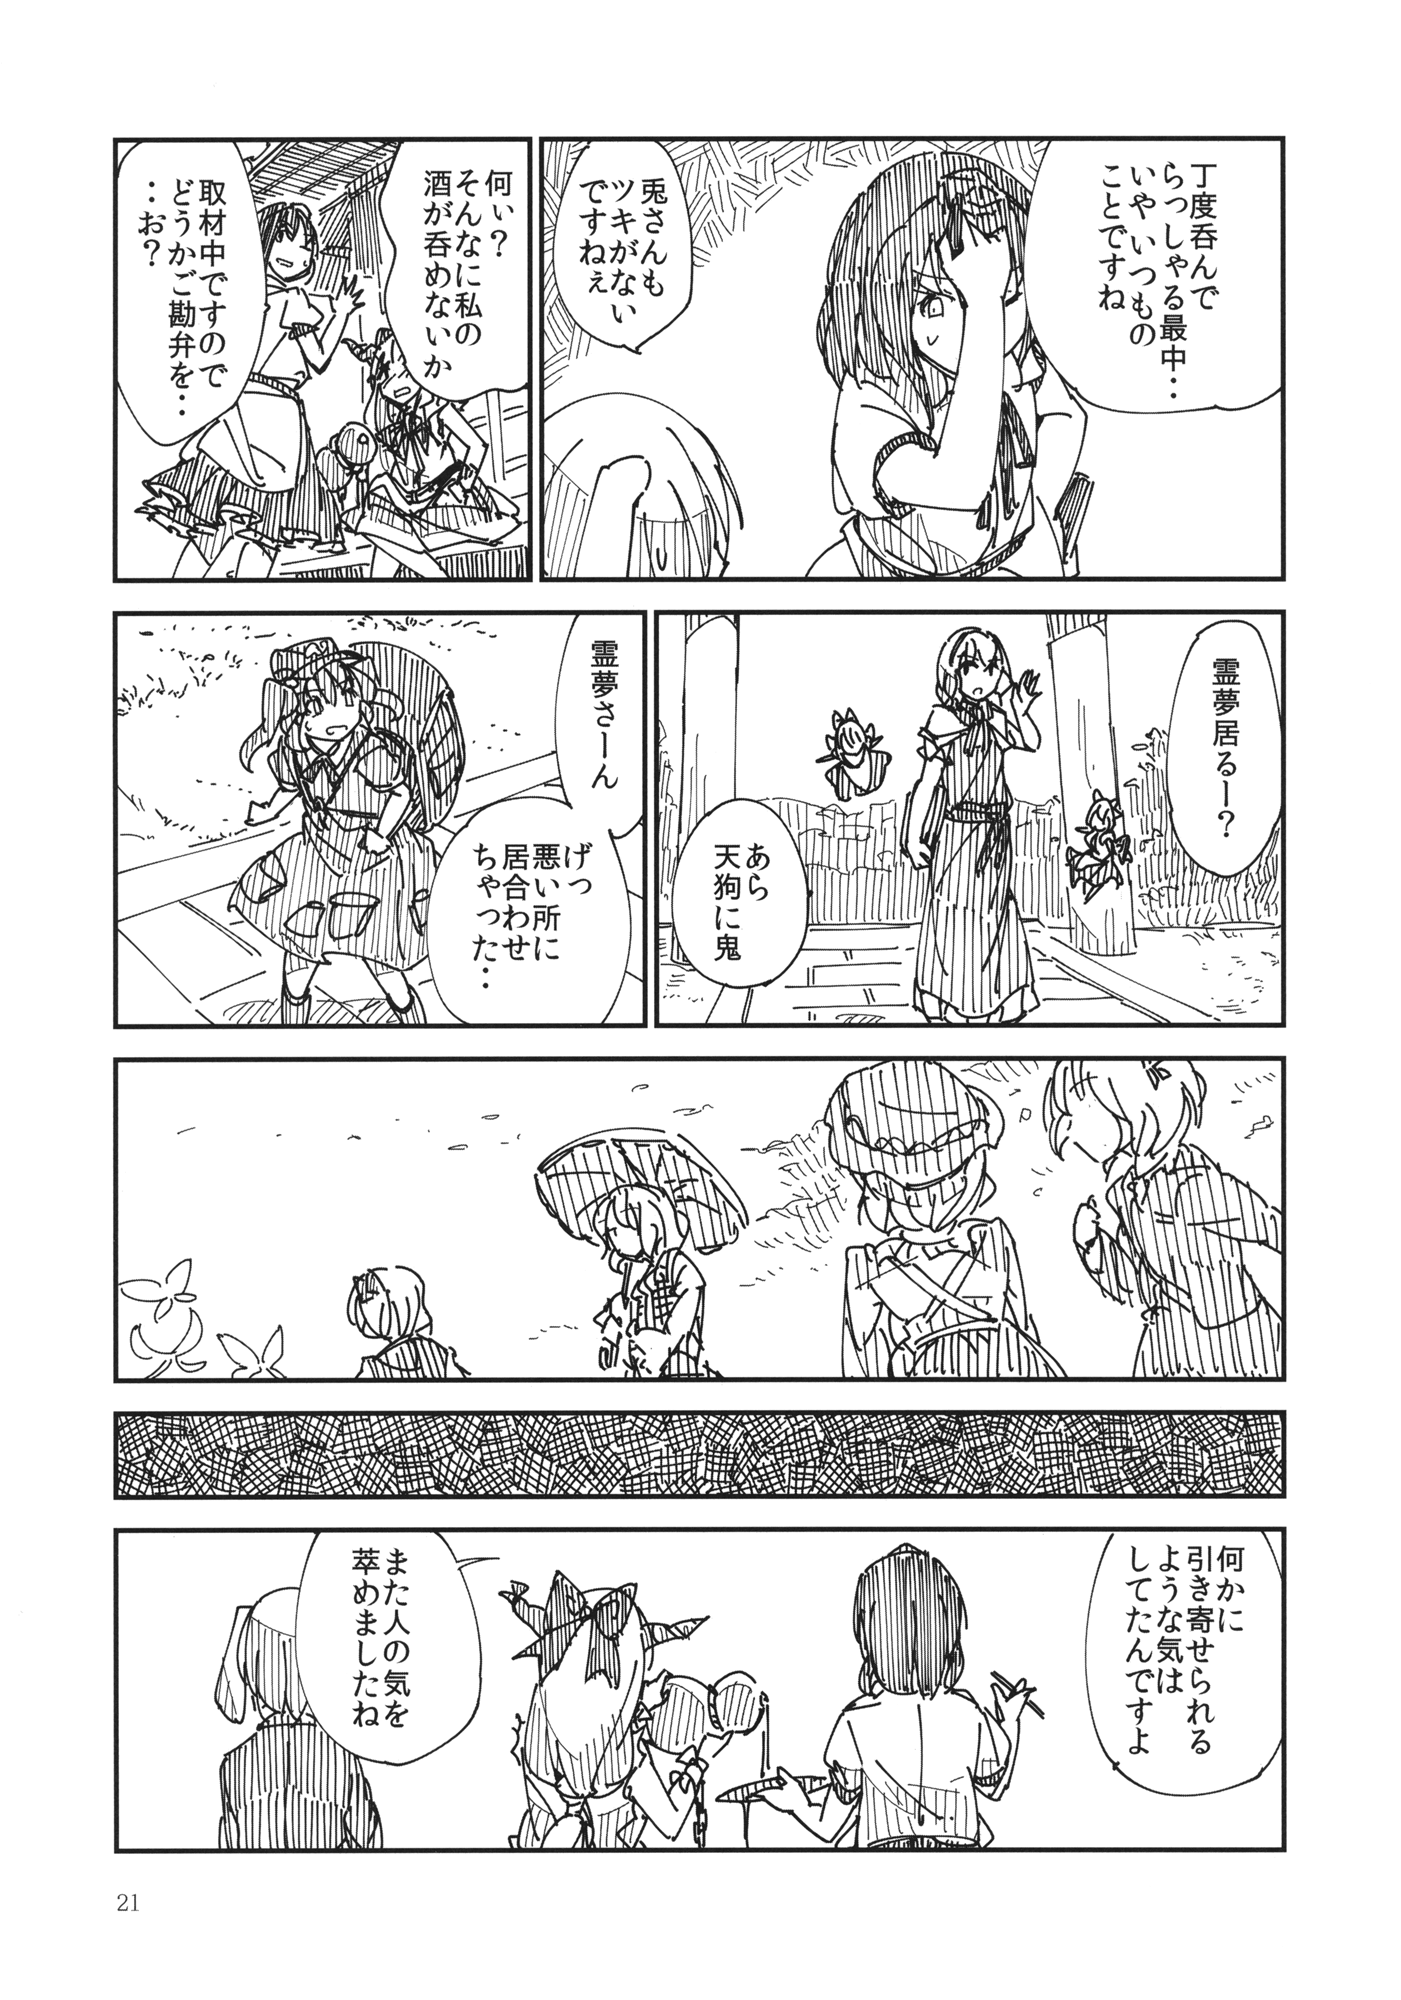 丁度呑んで
らっしゃる最中‥
いやいつもの
ことですね
兎さんも
ツキがない
ですねぇ
何ぃ?
そんなに私の
酒が呑めないか
取材中ですので
どうかご勘弁を‥
‥お?
霊夢居るー?
あら
天狗に鬼
霊夢さーん
げっ
悪い所に
居合わせ
ちゃった‥
何かに
引き寄せられる
ような気は
してたんですよ
また人の気を
萃めましたね
21